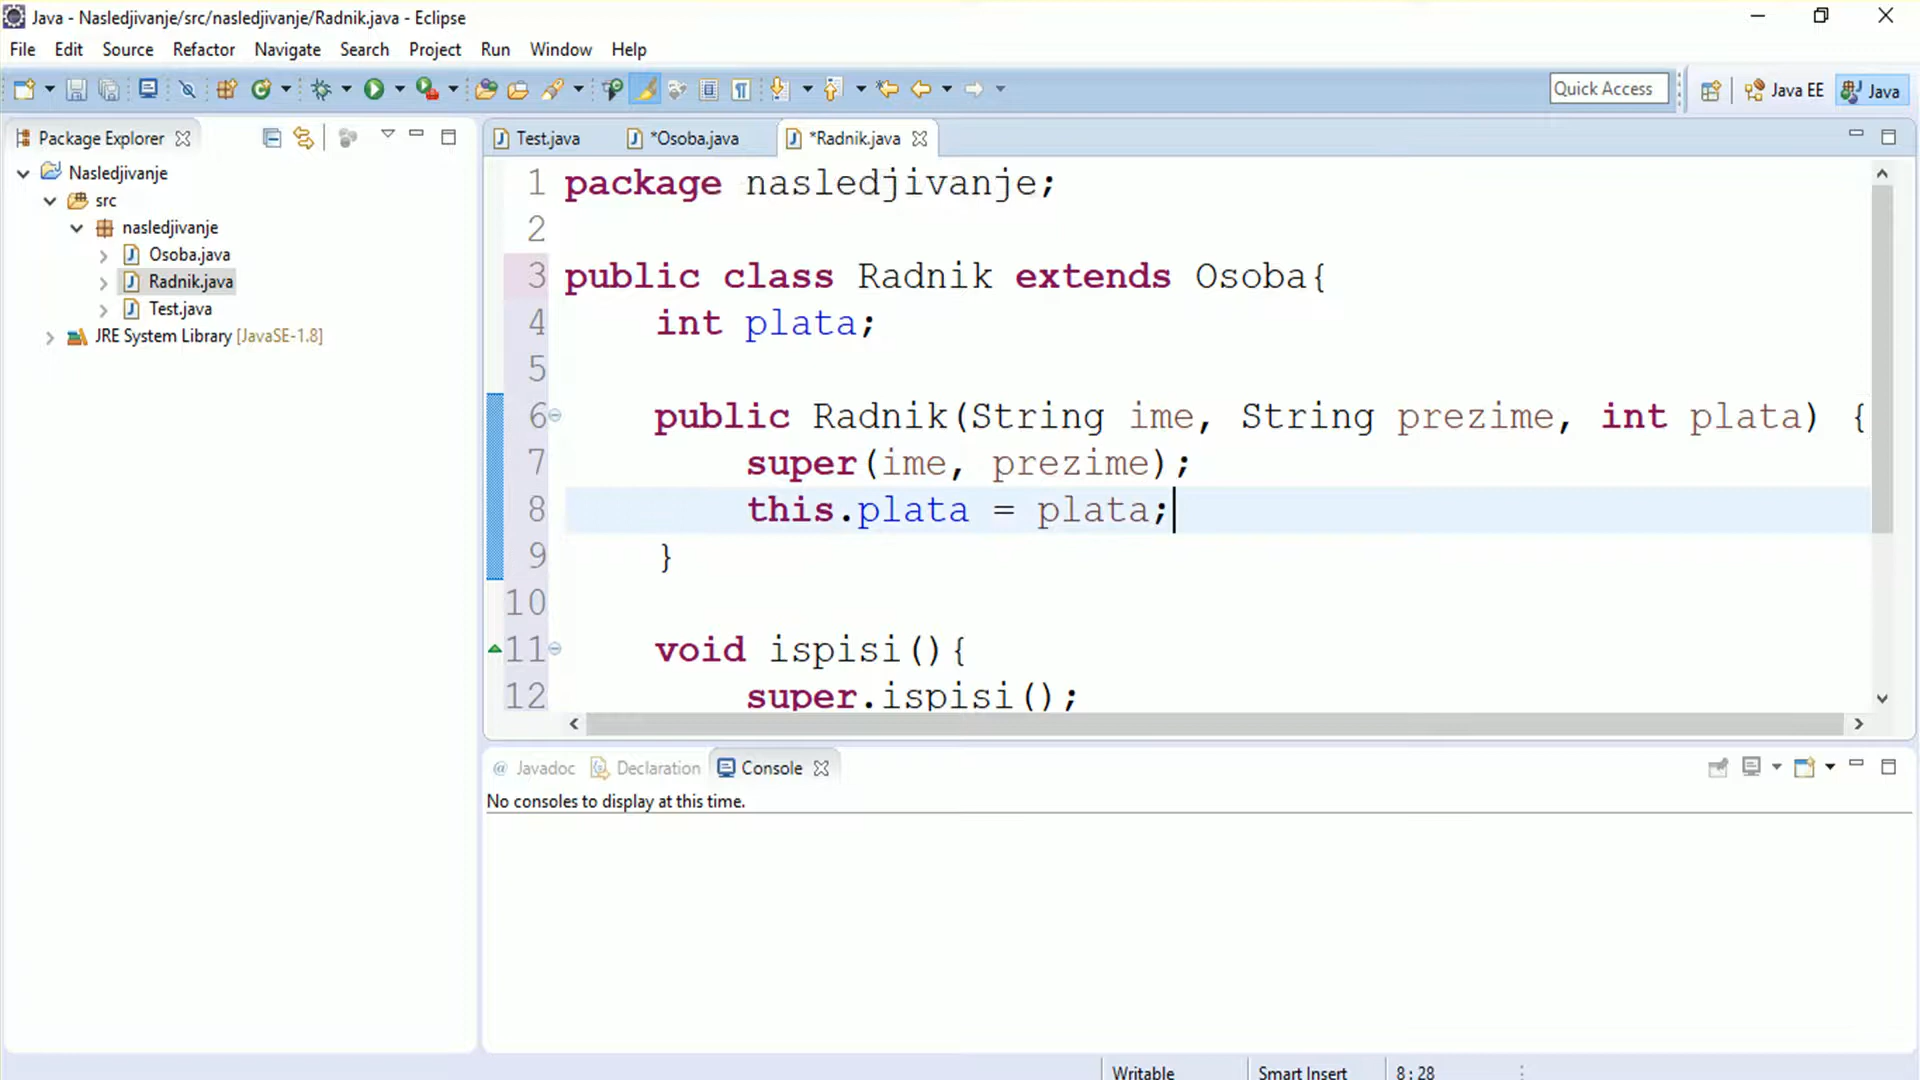 Java - Nasledjivanje/src/nasledjivanje/Radnik.java - Eclipse
File Edit Source Refactor Navigate Search Project Run Window Help
Quick Access Java EE Java
Package Explorer
Nasledjivanje
src
nasledjivanje
Osoba.java
Radnik.java
Test.java
JRE System Library [JavaSE-1.8]
Test.java *Osoba.java *Radnik.java
1 package nasledjivanje;
2
3 public class Radnik extends Osoba{
4 int plata;
5
6 public Radnik(String ime, String prezime, int plata) {
7 super(ime, prezime);
8 this.plata = plata;
9 }
10
11 void ispisi(){
12 super.ispisi();
@ Javadoc Declaration Console
No consoles to display at this time.
Writable Smart Insert 8 : 28